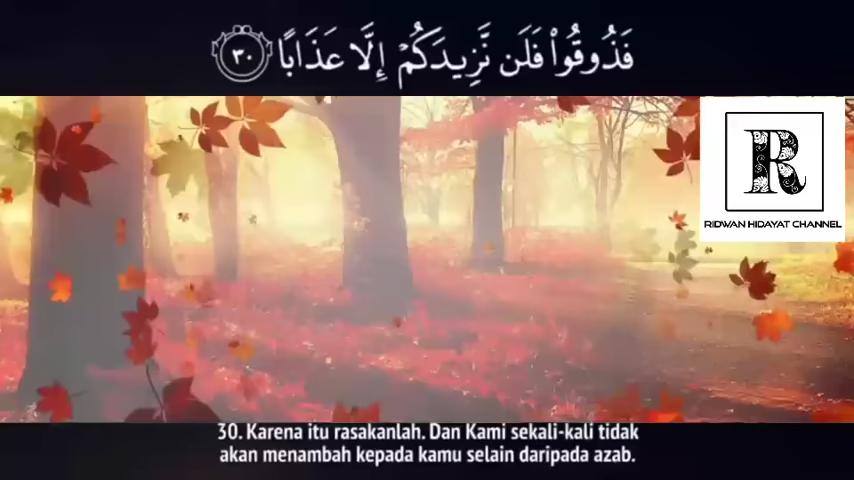 فَذُوقُوا۟ فَلَن نَّزِيدَكُمْ إِلَّا عَذَابًا ٣٠
R
RIDWAN HIDAYAT CHANNEL
30. Karena itu rasakanlah. Dan Kami sekali-kali tidak
akan menambah kepada kamu selain daripada azab.